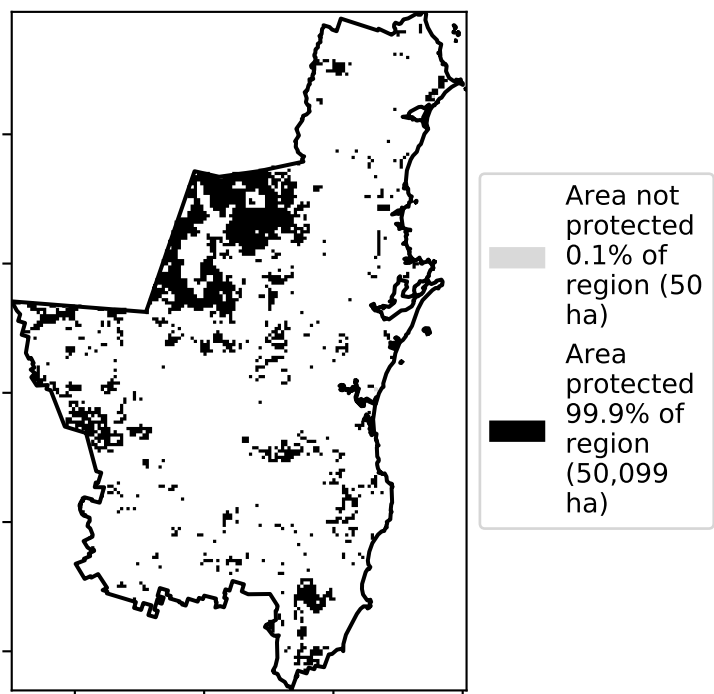 Area not
protected
0.1% of
region (50
ha)
Area
protected
99.9% of
region
(50,099
ha)